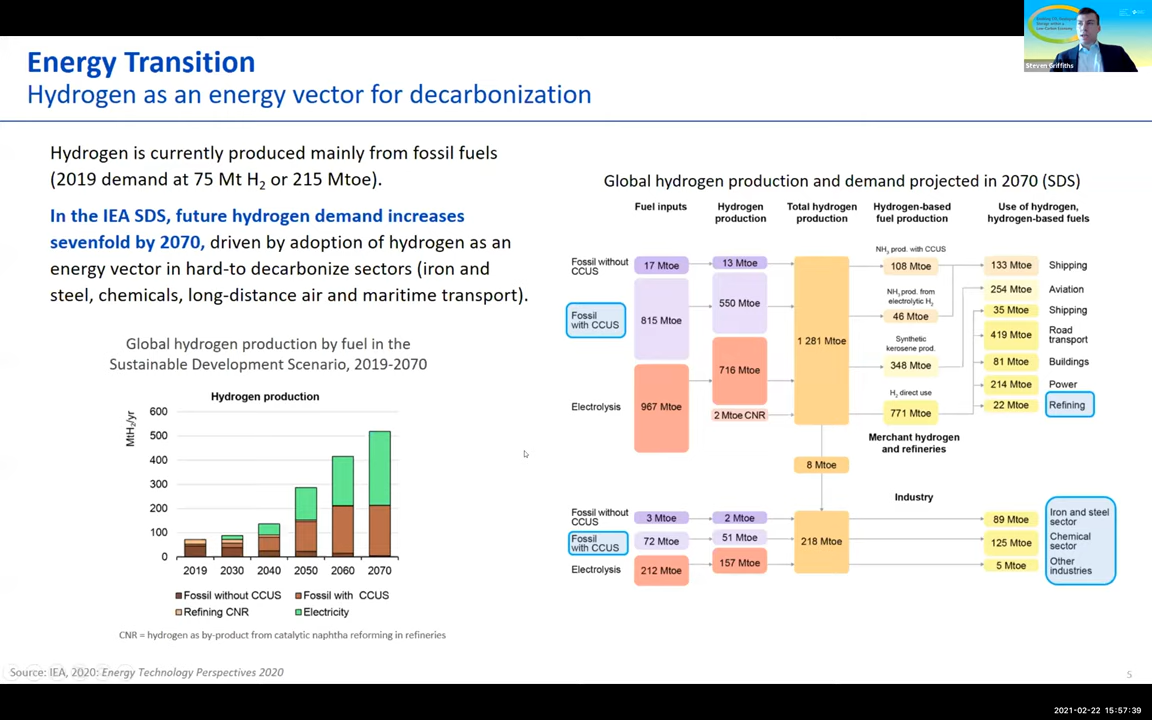 Energy Transition
Hydrogen as an energy vector for decarbonization
Steven Griffiths
Hydrogen is currently produced mainly from fossil fuels
(2019 demand at 75 Mt H2 or 215 Mtoe).
In the IEA SDS, future hydrogen demand increases
sevenfold by 2070, driven by adoption of hydrogen as an
energy vector in hard-to decarbonize sectors (iron and
steel, chemicals, long-distance air and maritime transport).
Global hydrogen production by fuel in the
Sustainable Development Scenario, 2019-2070
Hydrogen production
MtH2/yr
600
500
400
300
200
100
0
2019 2030 2040 2050 2060 2070
Fossil without CCUS Fossil with CCUS
Refining CNR Electricity
CNR = hydrogen as by-product from catalytic naphtha reforming in refineries
Global hydrogen production and demand projected in 2070 (SDS)
Fuel inputs
Hydrogen
production
Total hydrogen
production
Hydrogen-based
fuel production
Use of hydrogen,
hydrogen-based fuels
Fossil without
CCUS
17 Mtoe
13 Mtoe
Fossil
with CCUS
815 Mtoe
550 Mtoe
Electrolysis
967 Mtoe
716 Mtoe
2 Mtoe CNR
1 281 Mtoe
NH3 prod. with CCUS
108 Mtoe
NH3 prod. from
electrolytic H2
46 Mtoe
Synthetic
kerosene prod.
348 Mtoe
H2 direct use
771 Mtoe
Merchant hydrogen
and refineries
133 Mtoe Shipping
254 Mtoe Aviation
35 Mtoe Shipping
419 Mtoe Road
transport
81 Mtoe Buildings
214 Mtoe Power
22 Mtoe Refining
8 Mtoe
Industry
Fossil without
CCUS
3 Mtoe
2 Mtoe
Fossil
with CCUS
72 Mtoe
51 Mtoe
Electrolysis
212 Mtoe
157 Mtoe
218 Mtoe
89 Mtoe Iron and steel
sector
125 Mtoe Chemical
sector
5 Mtoe Other
industries
Source: IEA, 2020: Energy Technology Perspectives 2020
5
2021-02-22 15:57:39